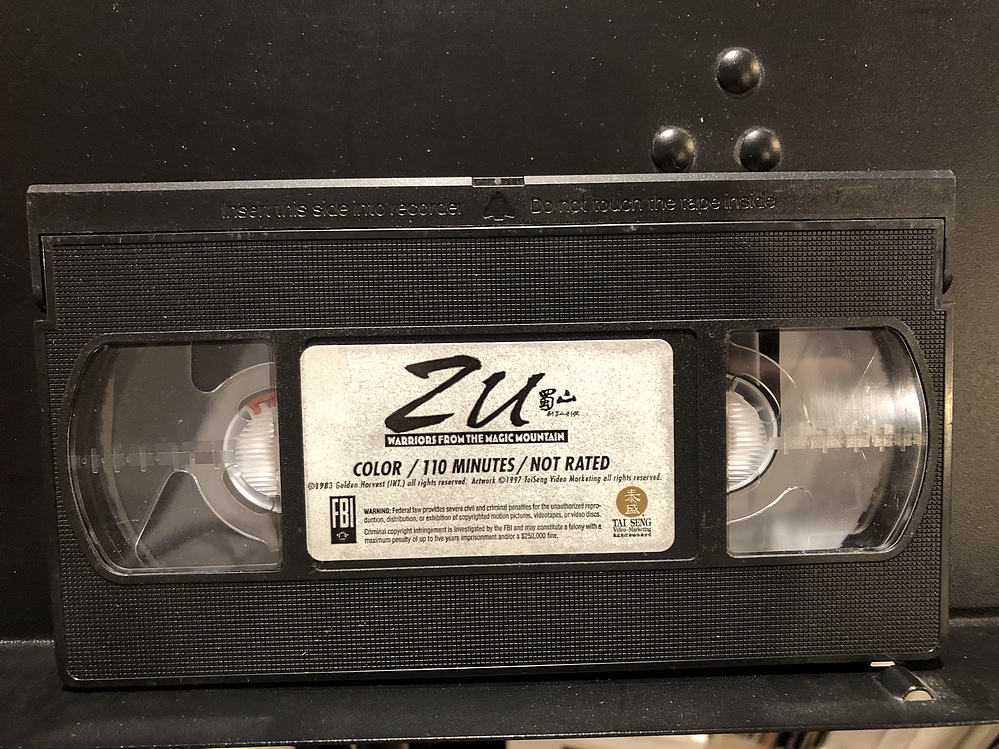 Insert this side into recorder Do not touch the tape inside
ZU 蜀山
WARRIORS FROM THE MAGIC MOUNTAIN
COLOR / 110 MINUTES / NOT RATED
©1983 Golden Harvest (INT.) all rights reserved. Artwork ©1997 TaiSeng Video Marketing all rights reserved.
FBI
WARNING: Federal law provides severe civil and criminal penalties for the unauthorized repro-
duction, distribution, or exhibition of copyrighted motion pictures, videotapes, or video discs.
Criminal copyright infringement is investigated by the FBI and may constitute a felony with a
maximum penalty of up to five years imprisonment and/or a $250,000 fine.
泰
盛
TAI SENG
Video Marketing